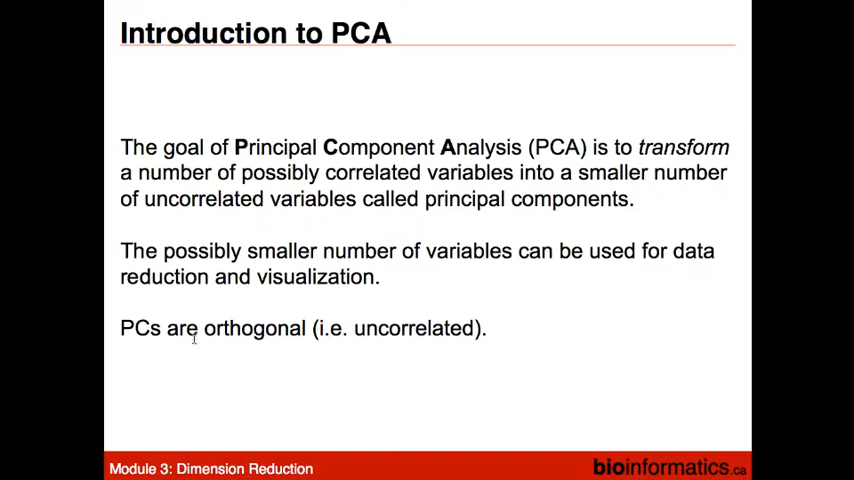 Introduction to PCA
The goal of Principal Component Analysis (PCA) is to transform
a number of possibly correlated variables into a smaller number
of uncorrelated variables called principal components.
The possibly smaller number of variables can be used for data
reduction and visualization.
PCs are orthogonal (i.e. uncorrelated).
Module 3: Dimension Reduction
bioinformatics.ca